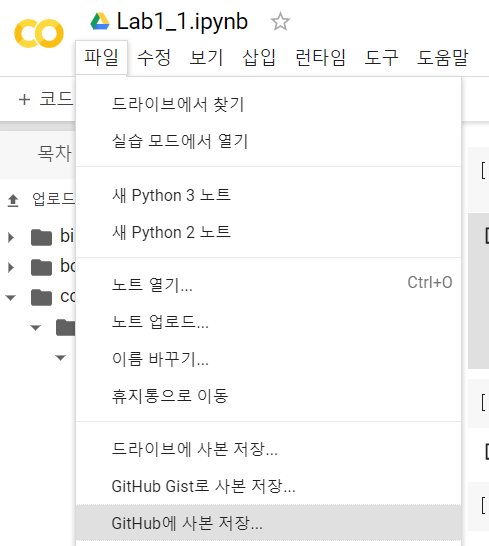 Lab1_1.ipynb
파일 수정 보기 삽입 런타임 도구 도움말
+ 코드
드라이브에서 찾기
실습 모드에서 열기
목차
업로드
새 Python 3 노트
새 Python 2 노트
노트 열기... Ctrl+O
노트 업로드...
이름 바꾸기...
휴지통으로 이동
드라이브에 사본 저장...
GitHub Gist로 사본 저장...
GitHub에 사본 저장...